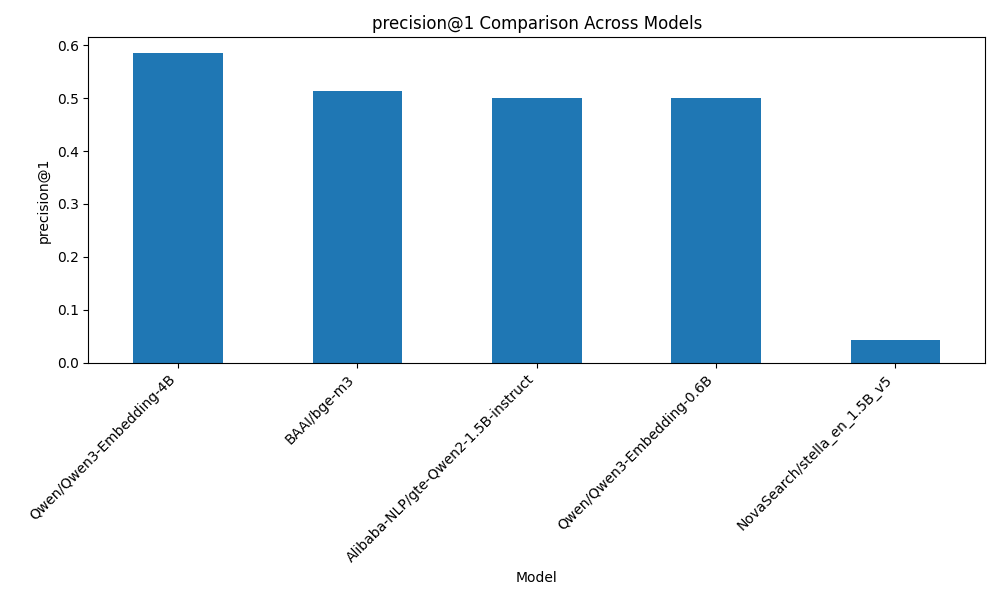 precision@1 Comparison Across Models
precision@1
0.6
0.5
0.4
0.3
0.2
0.1
0.0
Qwen/Qwen3-Embedding-4B
BAAI/bge-m3
Alibaba-NLP/gte-Qwen2-1.5B-instruct
Qwen/Qwen3-Embedding-0.6B
NovaSearch/stella_en_1.5B_v5
Model